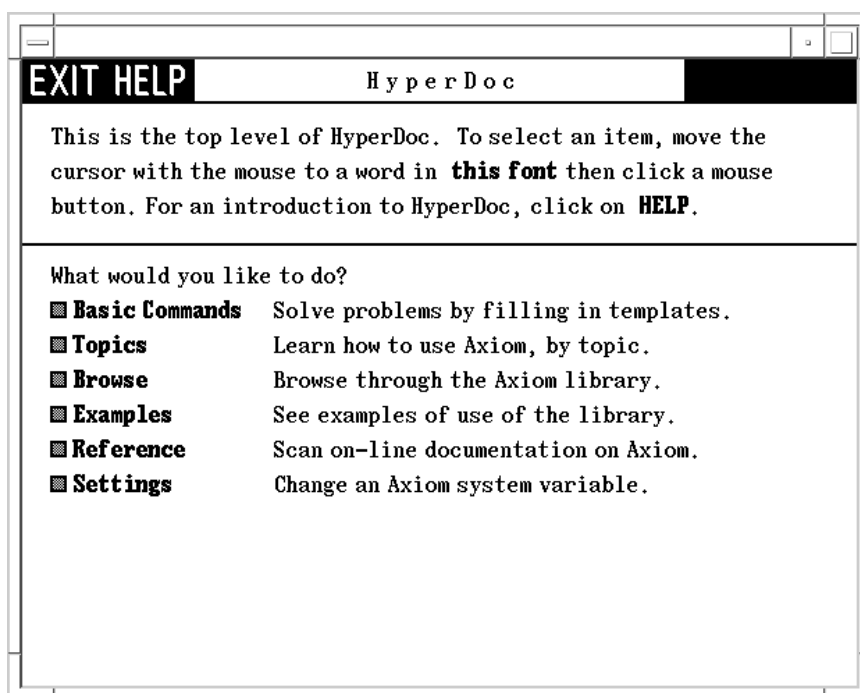 EXIT HELP HyperDoc
This is the top level of HyperDoc. To select an item, move the
cursor with the mouse to a word in this font then click a mouse
button. For an introduction to HyperDoc, click on HELP.
What would you like to do?
Basic Commands Solve problems by filling in templates.
Topics Learn how to use Axiom, by topic.
Browse Browse through the Axiom library.
Examples See examples of use of the library.
Reference Scan on-line documentation on Axiom.
Settings Change an Axiom system variable.